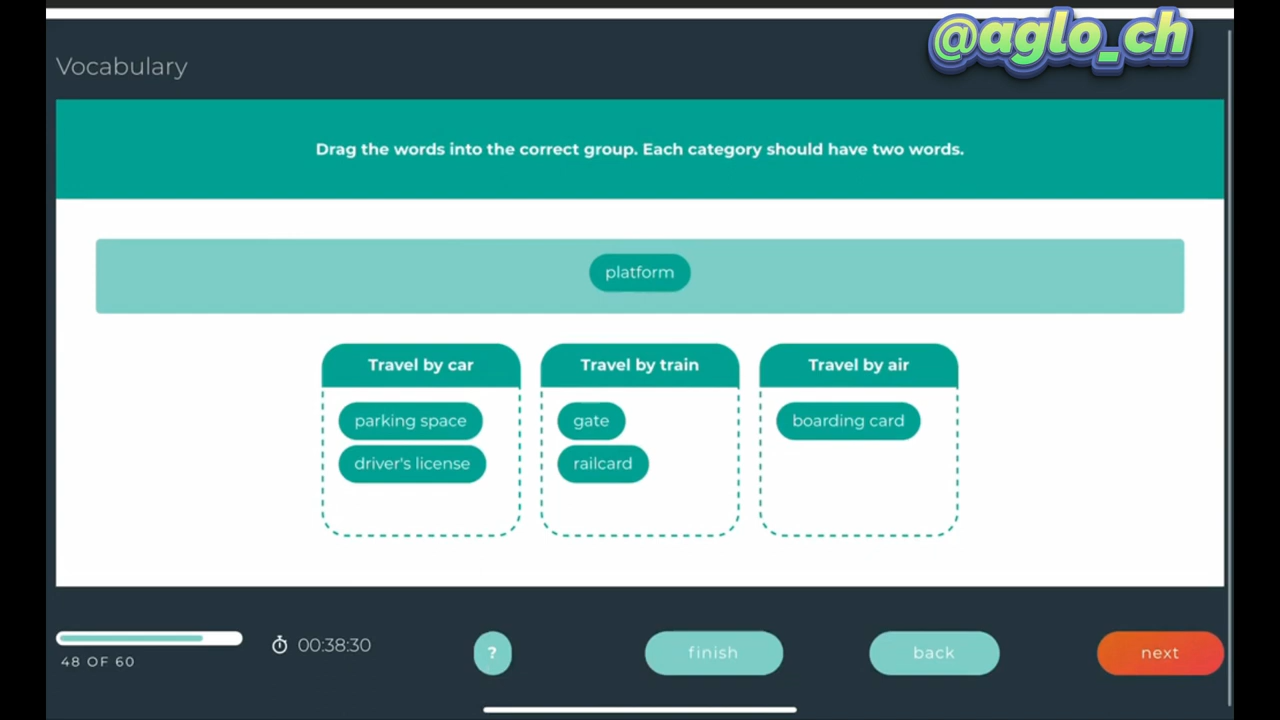 @aglo_ch
Vocabulary
Drag the words into the correct group. Each category should have two words.
platform
Travel by car
parking space
driver's license
Travel by train
gate
railcard
Travel by air
boarding card
48 OF 60
00:38:30
?
finish
back
next